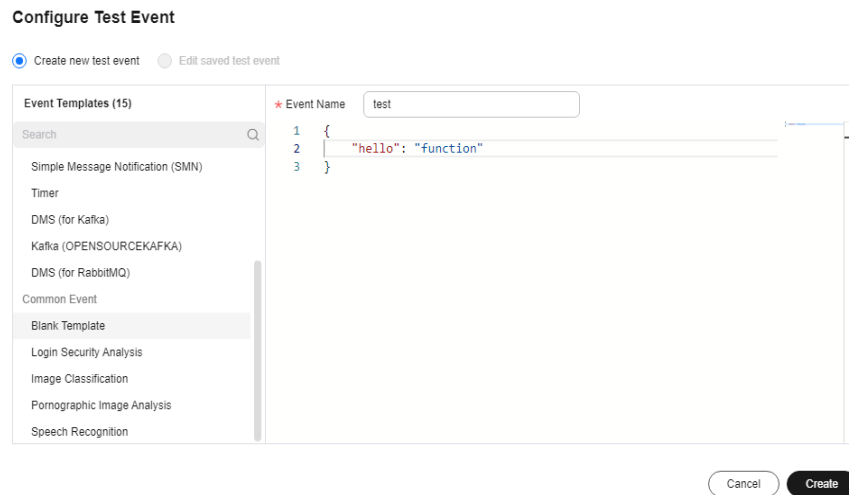 Configure Test Event
Create new test event Edit saved test event
Event Templates (15)
Search
Simple Message Notification (SMN)
Timer
DMS (for Kafka)
Kafka (OPENSOURCEKAFKA)
DMS (for RabbitMQ)
Common Event
Blank Template
Login Security Analysis
Image Classification
Pornographic Image Analysis
Speech Recognition
* Event Name test
1 {
2 "hello": "function"
3 }
Cancel Create